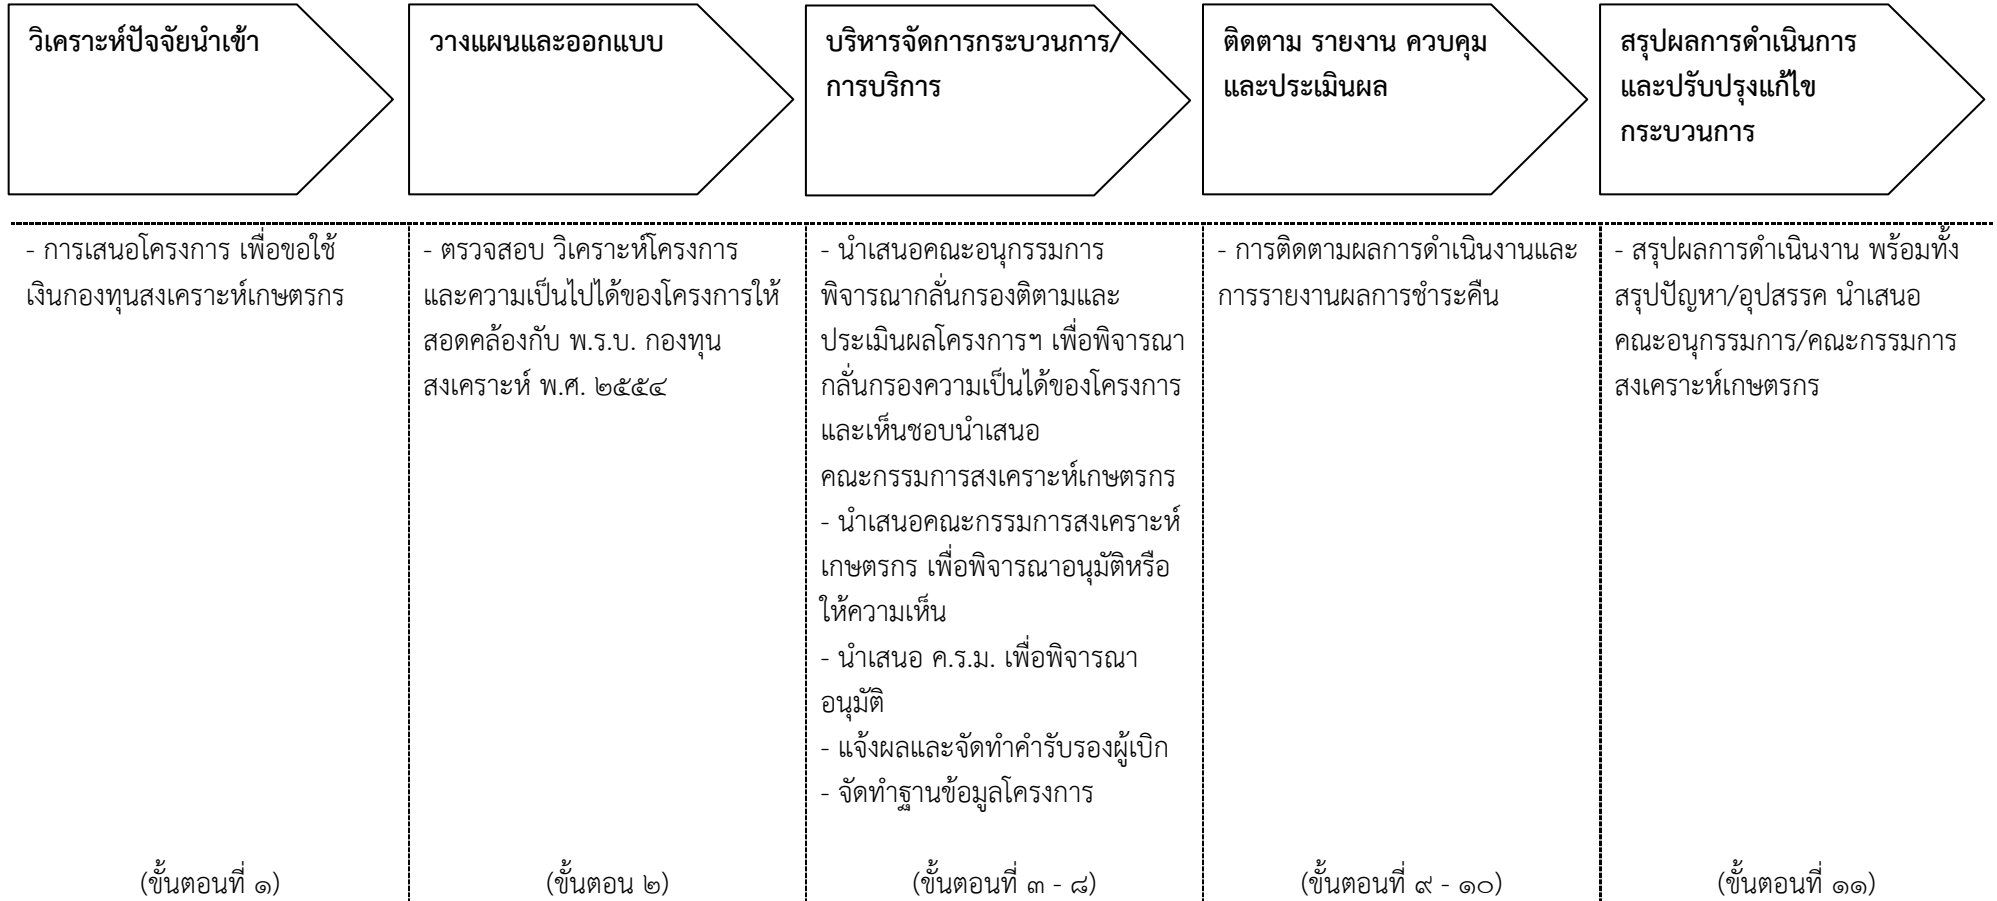 วิเคราะห์ปัจจัยนำเข้า
วางแผนและออกแบบ
บริหารจัดการกระบวนการ/
การบริการ
ติดตาม รายงาน ควบคุม
และประเมินผล
สรุปผลการดำเนินการ
และปรับปรุงแก้ไข
กระบวนการ
- การเสนอโครงการ เพื่อขอใช้
เงินกองทุนสงเคราะห์เกษตรกร
(ขั้นตอนที่ ๑)
- ตรวจสอบ วิเคราะห์โครงการ
และความเป็นไปได้ของโครงการให้
สอดคล้องกับ พ.ร.บ. กองทุน
สงเคราะห์ พ.ศ. ๒๕๕๔
(ขั้นตอน ๒)
- นำเสนอคณะอนุกรรมการ
พิจารณากลั่นกรองติตามและ
ประเมินผลโครงการฯ เพื่อพิจารณา
กลั่นกรองความเป็นได้ของโครงการ
และเห็นชอบนำเสนอ
คณะกรรมการสงเคราะห์เกษตรกร
- นำเสนอคณะกรรมการสงเคราะห์
เกษตรกร เพื่อพิจารณาอนุมัติหรือ
ให้ความเห็น
- นำเสนอ ค.ร.ม. เพื่อพิจารณา
อนุมัติ
- แจ้งผลและจัดทำคำรับรองผู้เบิก
- จัดทำฐานข้อมูลโครงการ
(ขั้นตอนที่ ๓ - ๘)
- การติดตามผลการดำเนินงานและ
การรายงานผลการชำระคืน
(ขั้นตอนที่ ๙ - ๑๐)
- สรุปผลการดำเนินงาน พร้อมทั้ง
สรุปปัญหา/อุปสรรค นำเสนอ
คณะอนุกรรมการ/คณะกรรมการ
สงเคราะห์เกษตรกร
(ขั้นตอนที่ ๑๑)